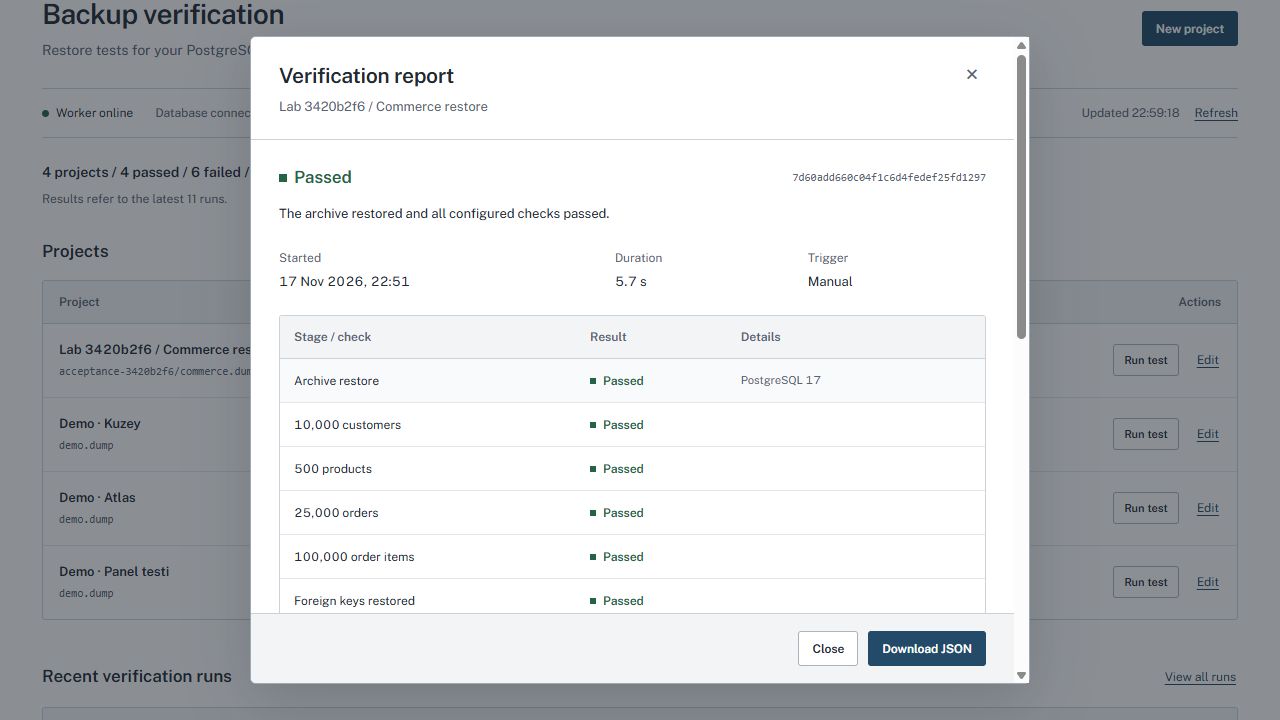 Backup verification
New project
Restore tests for your PostgreSQ
Worker online
Database connec
Updated 22:59:18
Refresh
4 projects / 4 passed / 6 failed /
Results refer to the latest 11 runs.
Projects
Project
Actions
Lab 3420b2f6 / Commerce res
acceptance-3420b2f6/commerce.dum
Run test
Edit
Demo · Kuzey
demo.dump
Run test
Edit
Demo · Atlas
demo.dump
Run test
Edit
Demo · Panel testi
demo.dump
Run test
Edit
Recent verification runs
View all runs
Verification report
×
Lab 3420b2f6 / Commerce restore
Passed
7d60add660c04f1c6d4fedef25fd1297
The archive restored and all configured checks passed.
Started
Duration
Trigger
17 Nov 2026, 22:51
5.7 s
Manual
Stage / check
Result
Details
Archive restore
Passed
PostgreSQL 17
10,000 customers
Passed
500 products
Passed
25,000 orders
Passed
100,000 order items
Passed
Foreign keys restored
Passed
Close
Download JSON